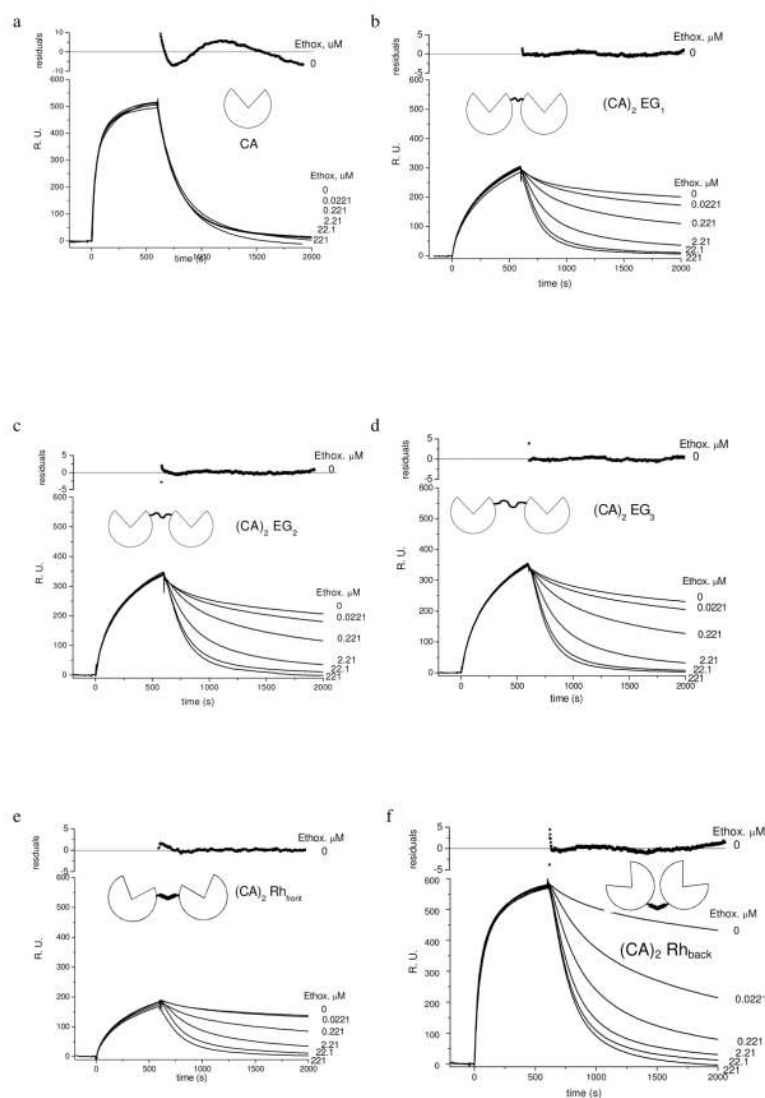 a
residuals
10
0
-10
Ethox, uM
0
R. U.
600
500
400
300
200
100
0
CA
Ethox, uM
0
0.0221
0.221
2.21
22.1
221
0 500 1000 1500 2000
time (s)
b
residuals
5
0
-5
Ethox, μM
0
R. U.
600
500
400
300
200
100
0
(CA)2 EG1
Ethox, μM
0
0.0221
0.221
2.21
22.1
221
0 500 1000 1500 2000
time (s)
c
residuals
5
0
-5
Ethox. μM
0
R. U.
600
500
400
300
200
100
0
(CA)2 EG2
Ethox. μM
0
0.0221
0.221
2.21
22.1
221
0 500 1000 1500 2000
time (s)
d
residuals
5
0
-5
Ethox. μM
0
R. U.
600
500
400
300
200
100
0
(CA)2 EG3
Ethox. μM
0
0.0221
0.221
2.21
22.1
221
0 500 1000 1500 2000
time (s)
e
residuals
5
0
-5
Ethox, μM
0
R. U.
600
500
400
300
200
100
0
(CA)2 Rhfront
Ethox, μM
0
0.0221
0.221
2.21
22.1
221
0 500 1000 1500 2000
time (s)
f
residuals
5
0
-5
Ethox, μM
0
R. U.
600
500
400
300
200
100
0
(CA)2 Rhback
Ethox, μM
0
0.0221
0.221
2.21
22.1
221
0 500 1000 1500 2000
time (s)